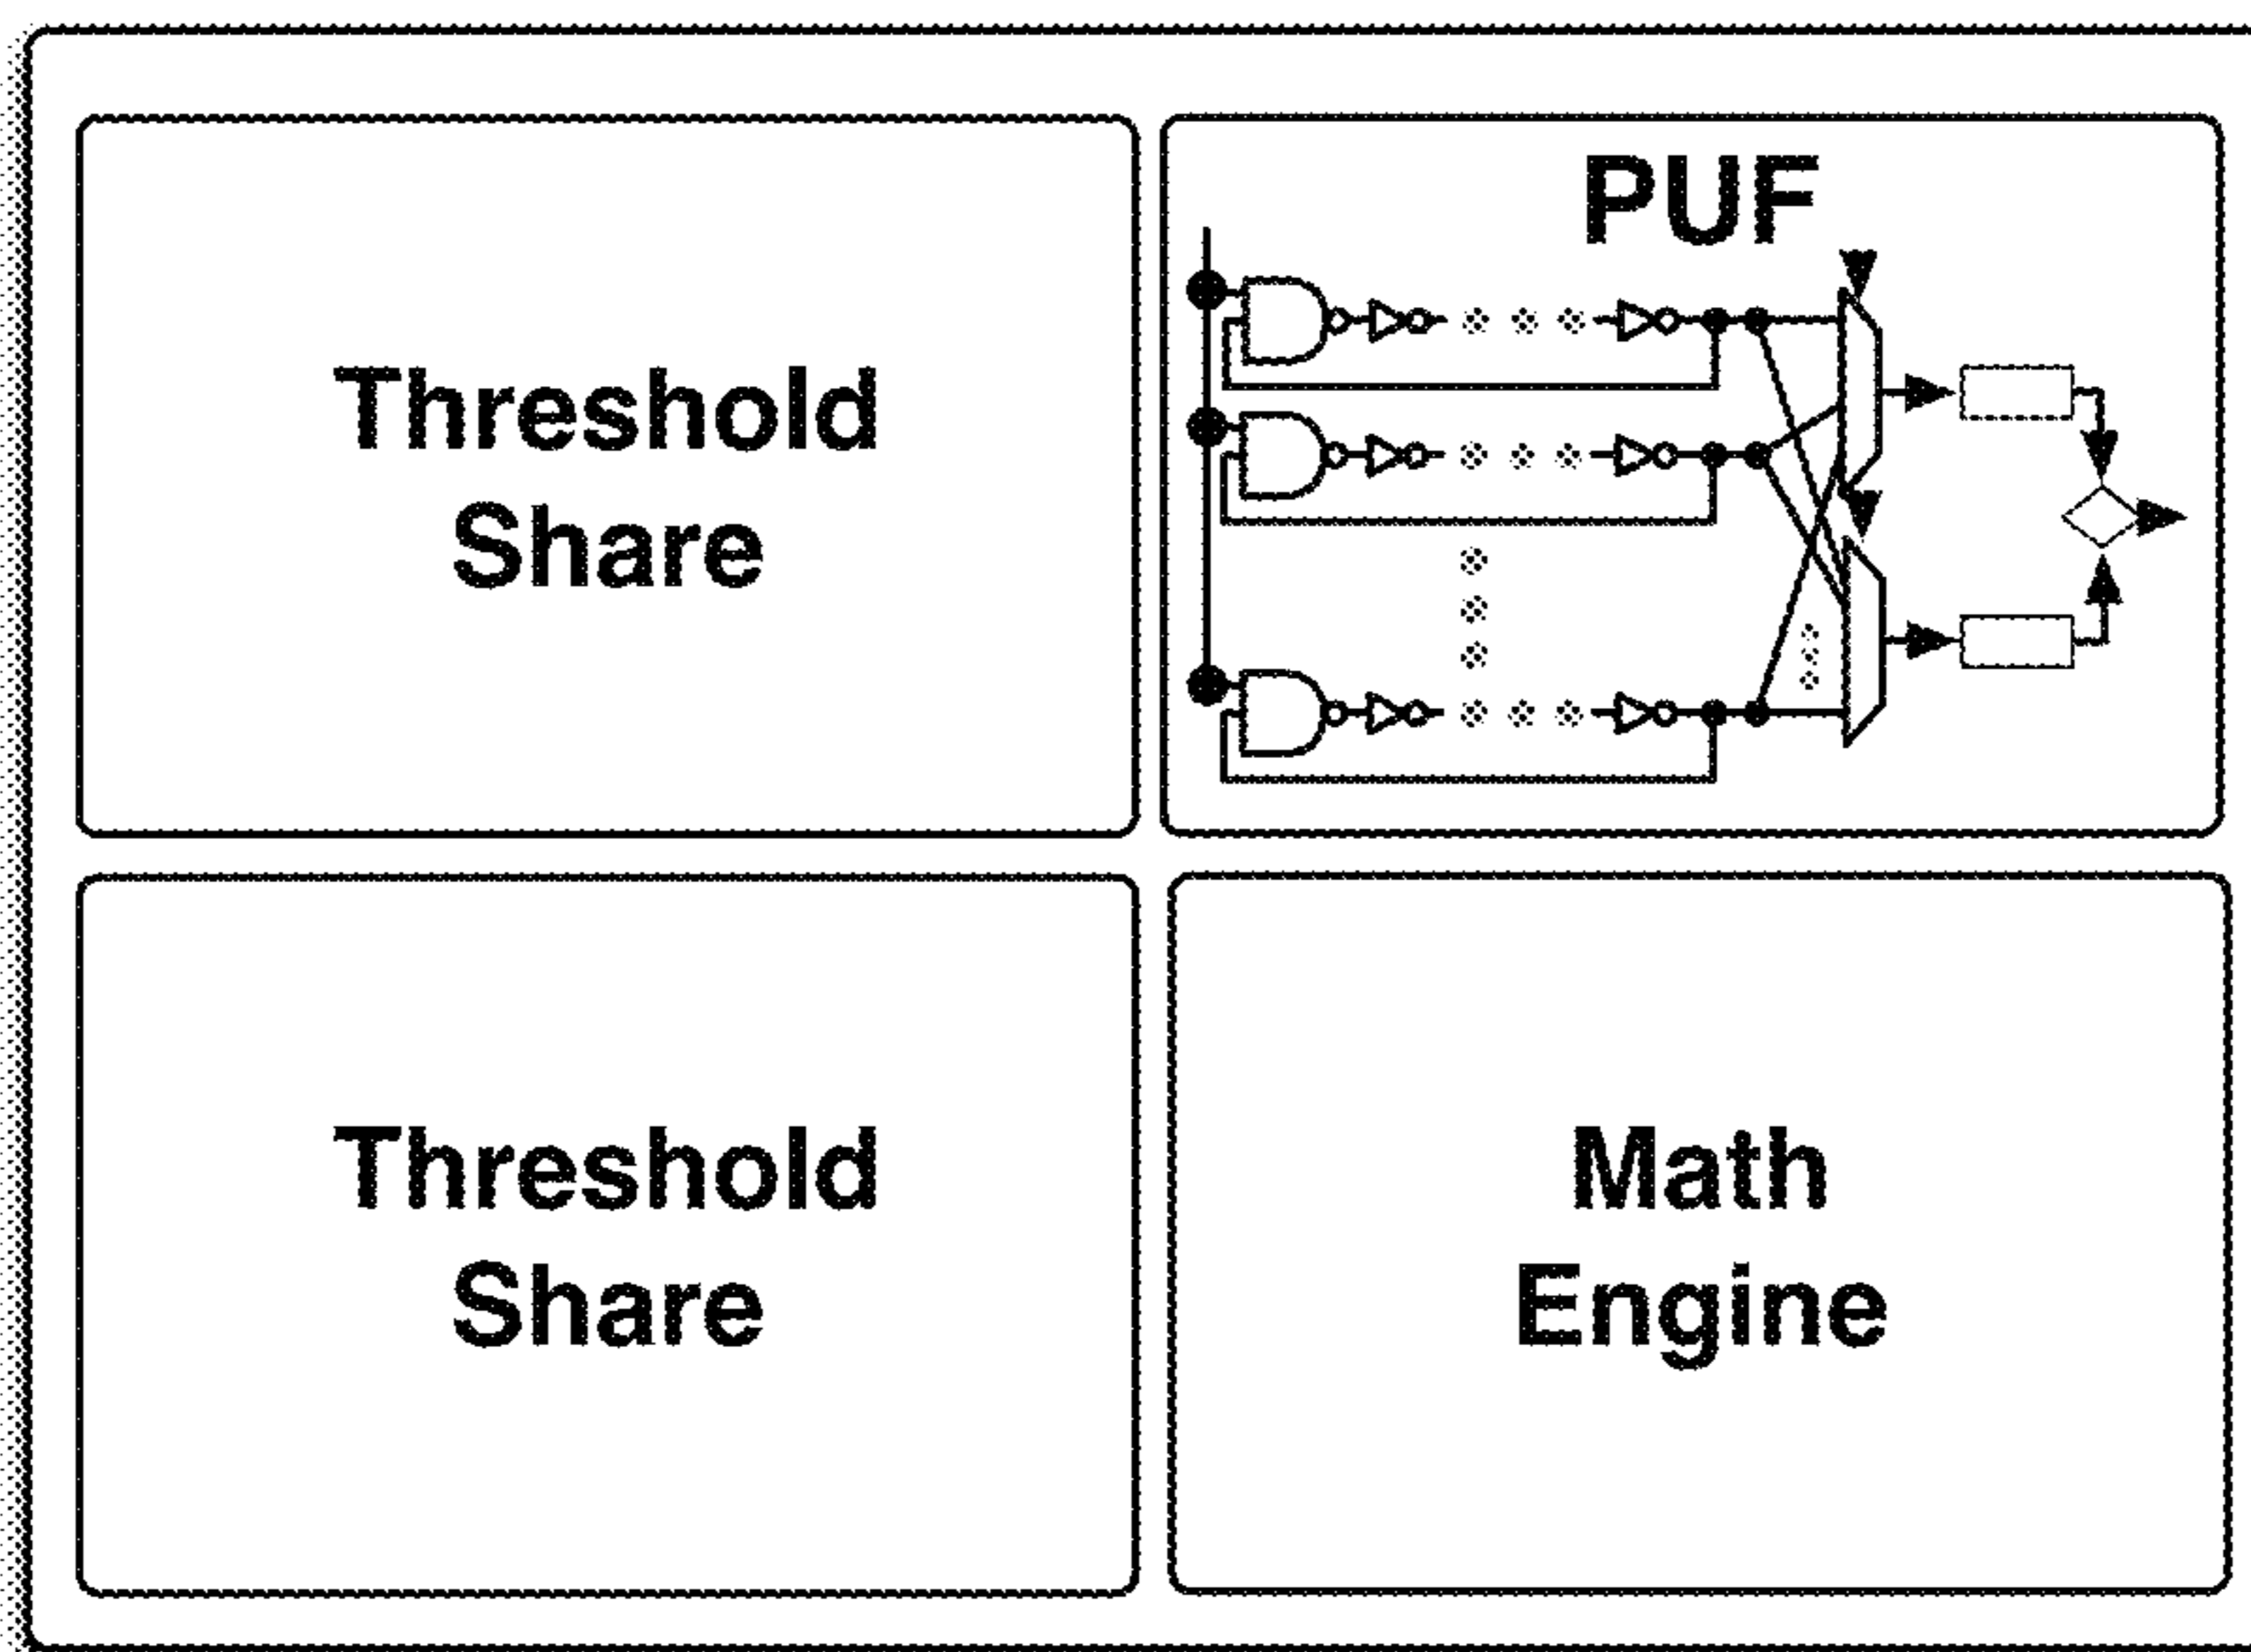 Threshold
Share
PUF
Threshold
Share
Math
Engine